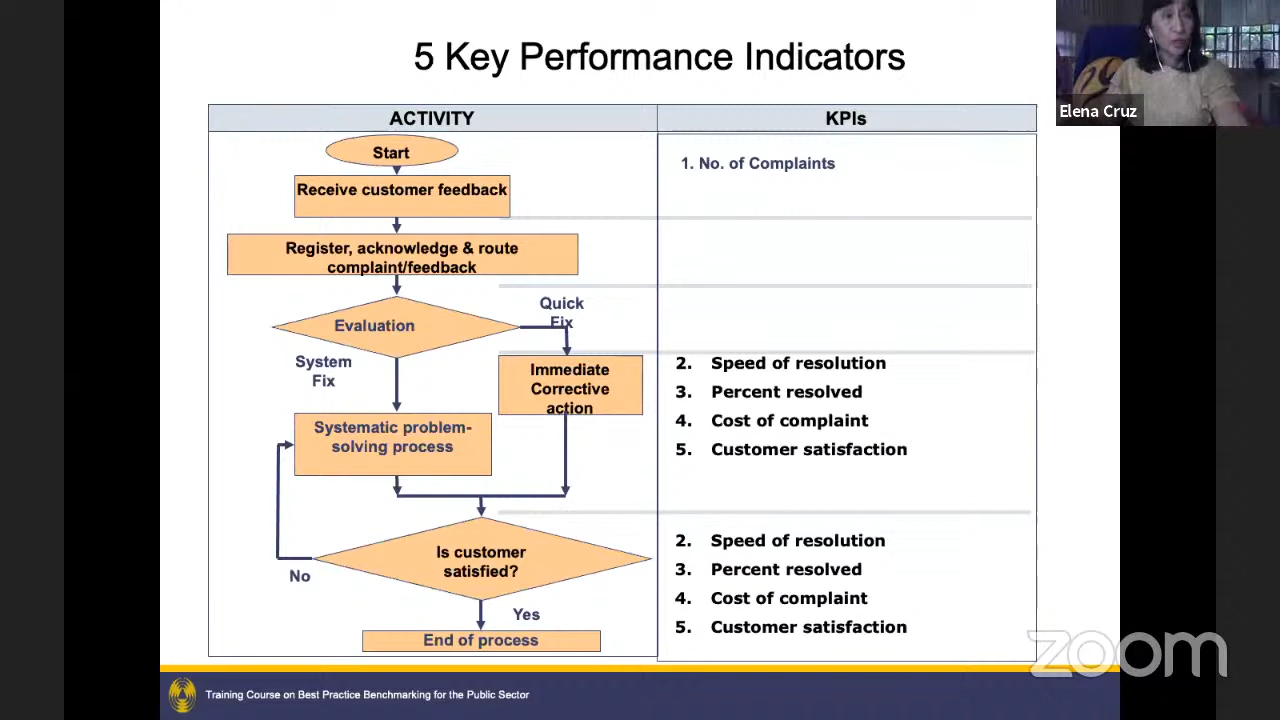 5 Key Performance Indicators
Elena Cruz
ACTIVITY
KPIs
Start
1. No. of Complaints
Receive customer feedback
Register, acknowledge & route
complaint/feedback
Quick
Fix
Evaluation
System
Fix
Immediate
Corrective
action
2. Speed of resolution
3. Percent resolved
4. Cost of complaint
5. Customer satisfaction
Systematic problem-
solving process
Is customer
satisfied?
No
Yes
End of process
2. Speed of resolution
3. Percent resolved
4. Cost of complaint
5. Customer satisfaction
zoom
Training Course on Best Practice Benchmarking for the Public Sector